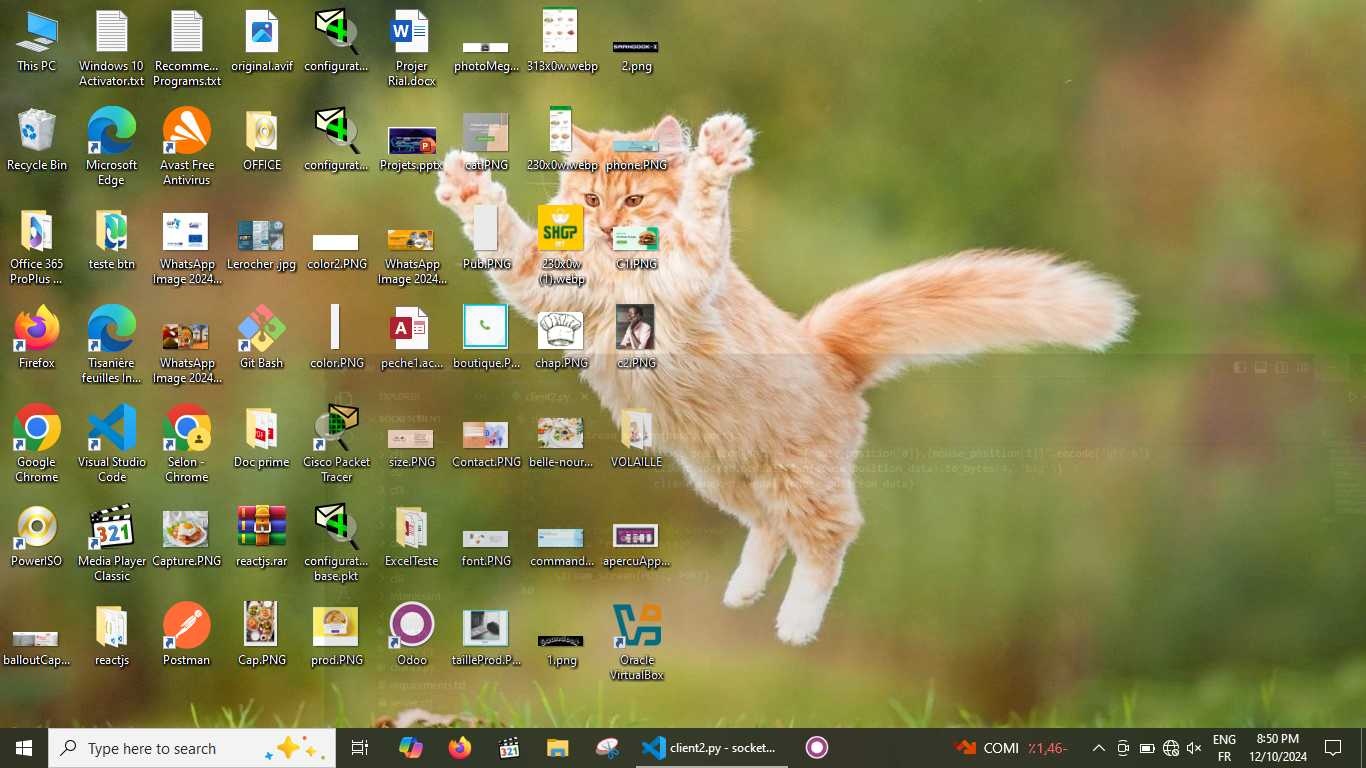 This PC
Windows 10
Activator.txt
Recomme...
Programs.txt
original.avif
configurat...
Projer
Rial.docx
photoMeg...
313x0w.webp
2.png
Recycle Bin
Microsoft
Edge
Avast Free
Antivirus
OFFICE
configurat...
Projets.pptx
cat.PNG
230x0w.webp
phone.PNG
Office 365
ProPlus ...
teste btn
WhatsApp
Image 2024...
Lerocher .jpg
color2.PNG
WhatsApp
Image 2024...
Pub.PNG
SHOP
230x0w
(1).webp
C1.PNG
Firefox
Tisanière
feuilles In...
WhatsApp
Image 2024...
Git Bash
color.PNG
peche1.ac...
boutique.P...
chap.PNG
c2.PNG
EXPLORER
client2.py
Google
Chrome
Visual Studio
Code
Selon -
Chrome
Doc prime
Cisco Packet
Tracer
size.PNG
Contact.PNG
belle-nour...
VOLAILLE
PowerISO
321
Media Player
Classic
Capture.PNG
reactjs.rar
configurat...
base.pkt
ExcelTeste
font.PNG
command...
apercuApp...
balloutCap...
reactjs
Postman
Cap.PNG
prod.PNG
Odoo
tailleProd.P...
1.png
Oracle
VirtualBox
requirements.txt
Type here to search
client2.py - socket...
COMI
٪1,46-
ENG
FR
8:50 PM
12/10/2024